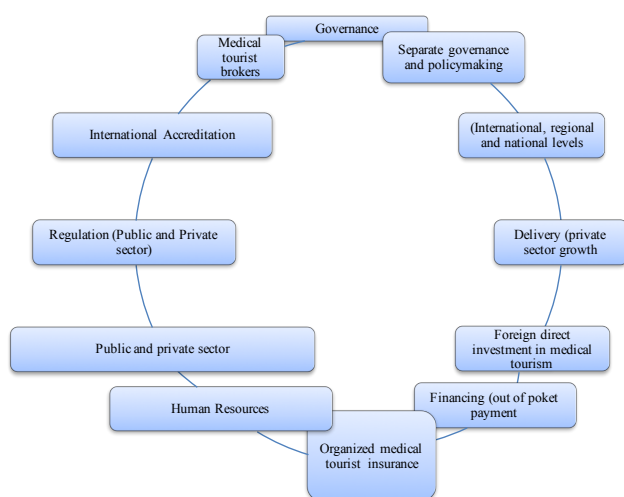 Governance
Medical
tourist
brokers
Separate governance
and policymaking
International Accreditation
(International, regional
and national levels
Regulation (Public and Private
sector)
Delivery (private
sector growth
Public and private sector
Foreign direct
investment in medical
tourism
Human Resources
Financing (out of poket
payment
Organized medical
tourist insurance